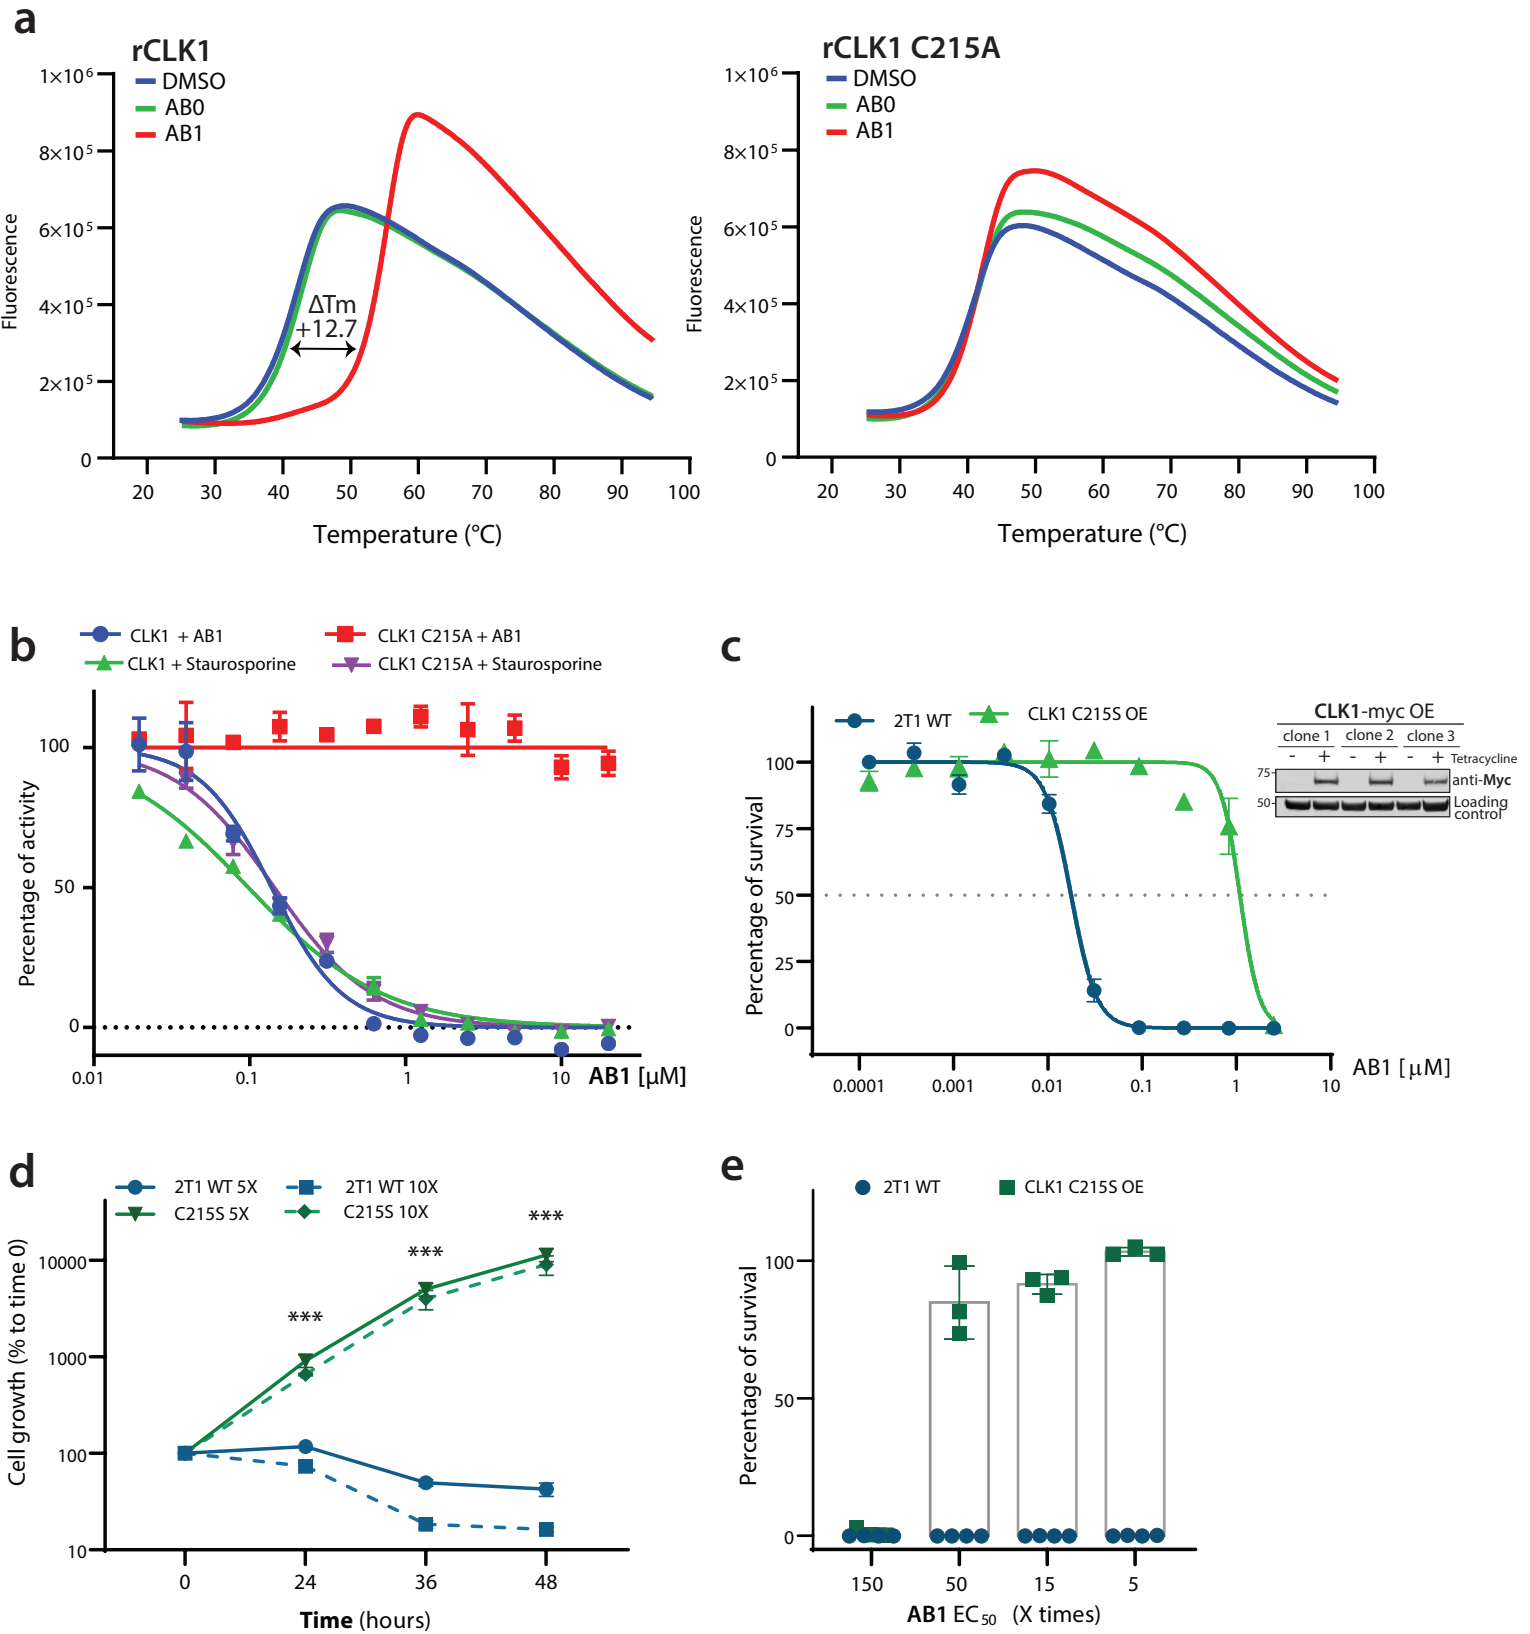 a
rCLK1
DMSO
AB0
AB1
1×10⁶
8×10⁵
6×10⁵
4×10⁵
2×10⁵
0
Fluorescence
ΔTm
+12.7
20 30 40 50 60 70 80 90 100
Temperature (°C)
rCLK1 C215A
DMSO
AB0
AB1
1×10⁶
8×10⁵
6×10⁵
4×10⁵
2×10⁵
0
Fluorescence
20 30 40 50 60 70 80 90 100
Temperature (°C)
b
CLK1 + AB1
CLK1 C215A + AB1
CLK1 + Staurosporine
CLK1 C215A + Staurosporine
100
50
0
Percentage of activity
0.01 0.1 1 10
AB1 [µM]
c
2T1 WT
CLK1 C215S OE
100
75
50
25
0
Percentage of survival
0.0001 0.001 0.01 0.1 1 10
AB1 [µM]
CLK1-myc OE
clone 1 clone 2 clone 3
- + - + - + Tetracycline
75- anti-Myc
50- Loading
control
d
2T1 WT 5X
2T1 WT 10X
C215S 5X
C215S 10X
10000
1000
100
10
Cell growth (% to time 0)
***
***
***
0 24 36 48
Time (hours)
e
2T1 WT
CLK1 C215S OE
100
50
0
Percentage of survival
150 50 15 5
AB1 EC₅₀ (X times)